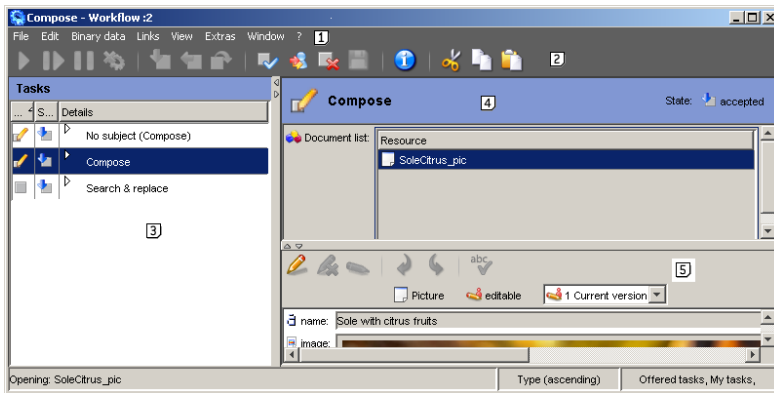 Compose - Workflow :2
File Edit Binary data Links View Extras Window ? 1
2
Tasks
... S... Details
No subject (Compose)
Compose
Search & replace
3
Compose 4 State: accepted
Document list: Resource
SoleCitrus_pic
abc
5
Picture editable 1 Current version
name: Sole with citrus fruits
image:
Opening: SoleCitrus_pic Type (ascending) Offered tasks, My tasks,